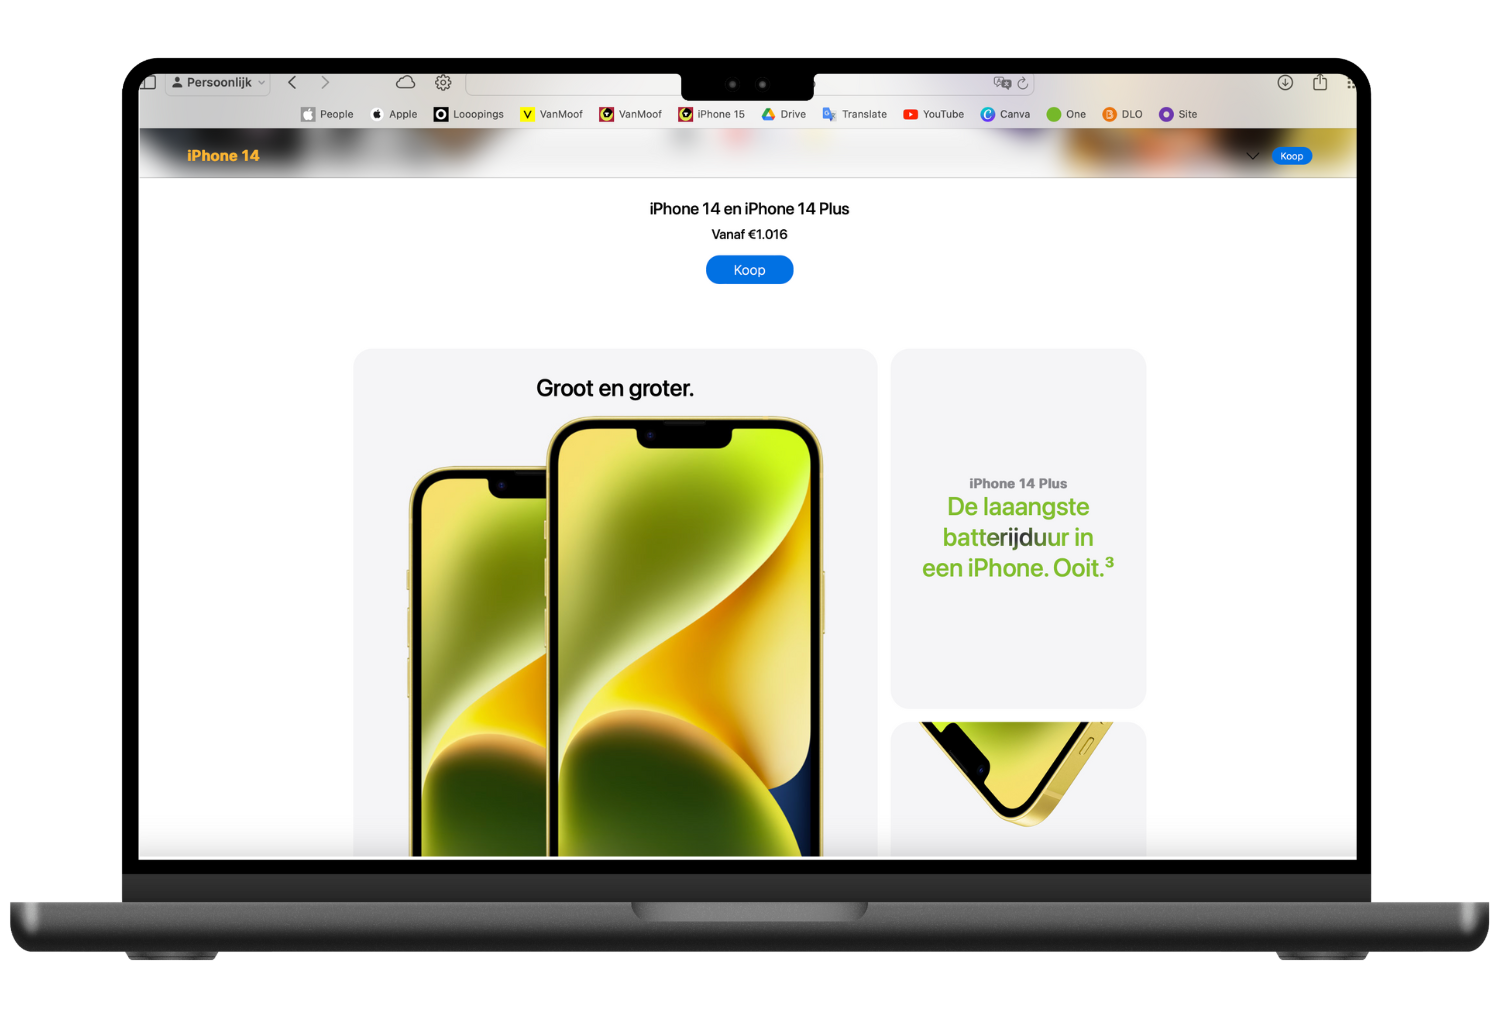 Persoonlijk
People Apple Looopings VanMoof VanMoof iPhone 15 Drive Translate YouTube Canva One DLO Site
iPhone 14
Koop
iPhone 14 en iPhone 14 Plus
Vanaf €1.016
Koop
Groot en groter.
iPhone 14 Plus
De laaangste
batterijduur in
een iPhone. Ooit.³